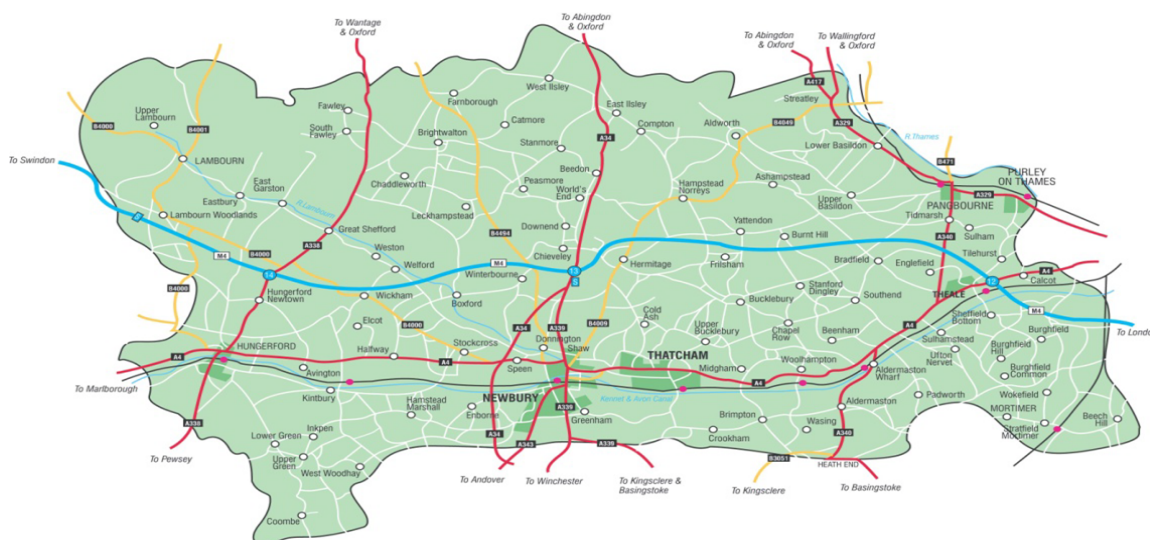 To Wantage
& Oxford
To Abingdon
& Oxford
To Abingdon
& Oxford
To Wallingford
& Oxford
A417
Streatley
West Ilsley
Farnborough
Fawley
East Ilsley
Upper
Lambourn
B4000
B4001
South
Fawley
Catmore
Compton
Aldworth
B4049
A329
Brightwalton
A34
R Thames
Stanmore
Lower Basildon
To Swindon
LAMBOURN
B471
Beedon
PURLEY
ON THAMES
East
Garston
Chaddleworth
Peasmore
Ashampstead
Eastbury
World's
End
Hampstead
Norreys
Upper
Basildon
A329
PANGBOURNE
R Lambourn
Leckhampstead
Lambourn Woodlands
Tidmarsh
Yattendon
Downend
Great Shefford
B4494
A340
Sulham
Burnt Hill
A338
Weston
Chieveley
B4000
M4
Tilehurst
M4
Welford
Hermitage
Frilsham
Bradfield
Englefield
14
Winterbourne
13
S
A4
12
Calcot
B4000
Hungerford
Newtown
Wickham
Boxford
Bucklebury
Stanford
Dingley
Southend
THEALE
M4
Cold
Ash
Sheffield
Bottom
Elcot
B4000
A34
A339
B4009
Upper
Bucklebury
Chapel
Row
Beenham
A4
Burghfield
To London
Sulhamstead
HUNGERFORD
Halfway
Stockcross
Donnington
Shaw
THATCHAM
Ufton
Nervet
Burghfield
Hill
A4
A4
Speen
Midgham
Woolhampton
Aldermaston
Wharf
Burghfield
Common
To Marlborough
Avington
A4
Kintbury
Hamstead
Marshall
NEWBURY
Kennet & Avon Canal
Padworth
Wokefield
Enborne
A339
Greenham
Aldermaston
MORTIMER
Brimpton
Beech
Hill
A338
Inkpen
Wasing
Stratfield
Mortimer
Lower Green
A34
A343
A339
Crookham
A340
To Pewsey
Upper
Green
B3051
HEATH END
West Woodhay
To Andover
To Winchester
To Kingsclere &
Basingstoke
To Kingsclere
To Basingstoke
Coombe